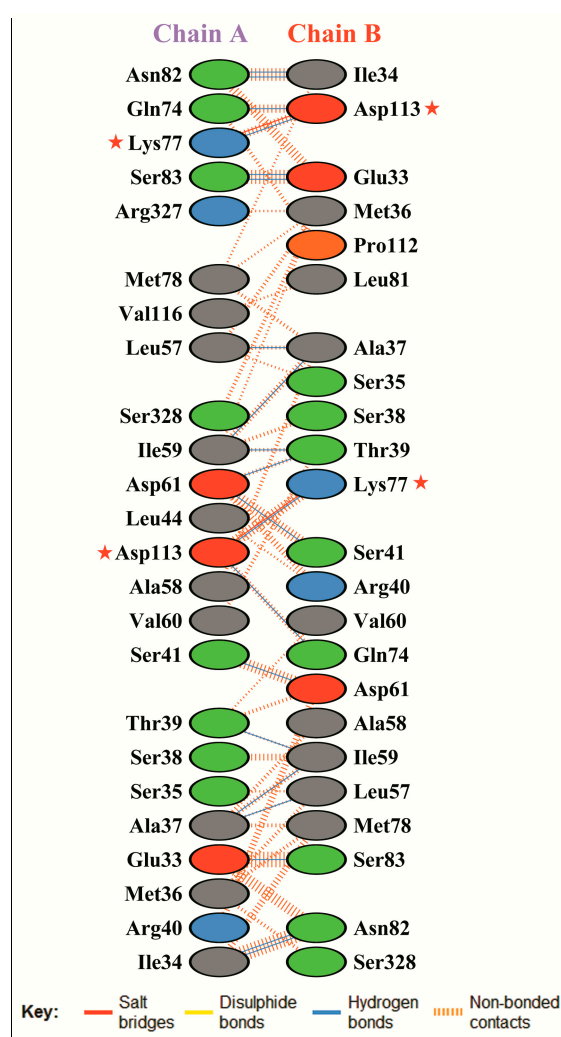 Chain A Chain B
Asn82 Ile34
Gln74 Asp113
Lys77
Ser83 Glu33
Arg327 Met36
Pro112
Met78 Leu81
Val116
Leu57 Ala37
Ser35
Ser328 Ser38
Ile59 Thr39
Asp61 Lys77
Leu44
Asp113 Ser41
Ala58 Arg40
Val60 Val60
Ser41 Gln74
Asp61
Thr39 Ala58
Ser38 Ile59
Ser35 Leu57
Ala37 Met78
Glu33 Ser83
Met36
Arg40 Asn82
Ile34 Ser328
Key: Salt bridges Disulphide bonds Hydrogen bonds Non-bonded contacts